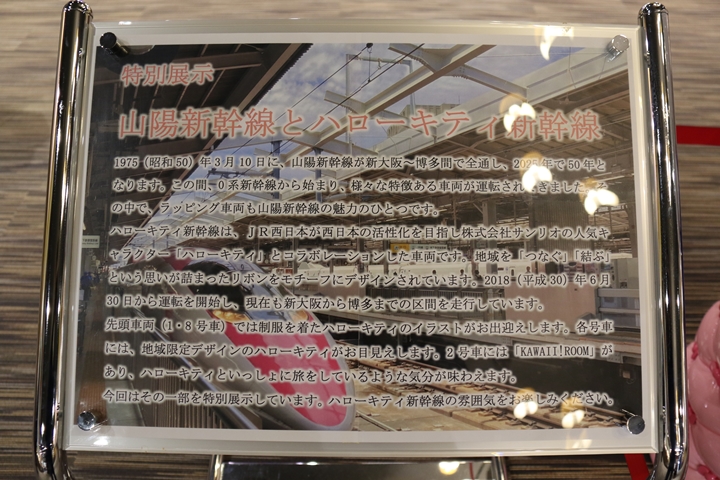 特別展示
山陽新幹線とハローキティ新幹線
1975(昭和50)年3月10日に、山陽新幹線が新大阪~博多間で全通し、2025年で50年と
なります。この間、0系新幹線から始まり、様々な特徴ある車両が運転されてきました。そ
の中で、ラッピング車両も山陽新幹線の魅力のひとつです。
ハローキティ新幹線は、JR西日本が西日本の活性化を目指し株式会社サンリオの人気キ
ャラクター「ハローキティ」とコラボレーションした車両です。地域を「つなぐ」「結ぶ」
という思いが詰まったリボンをモチーフにデザインされています。2018(平成30)年6月
30日から運転を開始し、現在も新大阪から博多までの区間を走行しています。
先頭車両(1・8号車)では制服を着たハローキティのイラストがお出迎えします。各号車
には、地域限定デザインのハローキティがお目見えします。2号車には「KAWAII!ROOM」が
あり、ハローキティといっしょに旅をしているような気分が味わえます。
今回はその一部を特別展示しています。ハローキティ新幹線の雰囲気をお楽しみください。